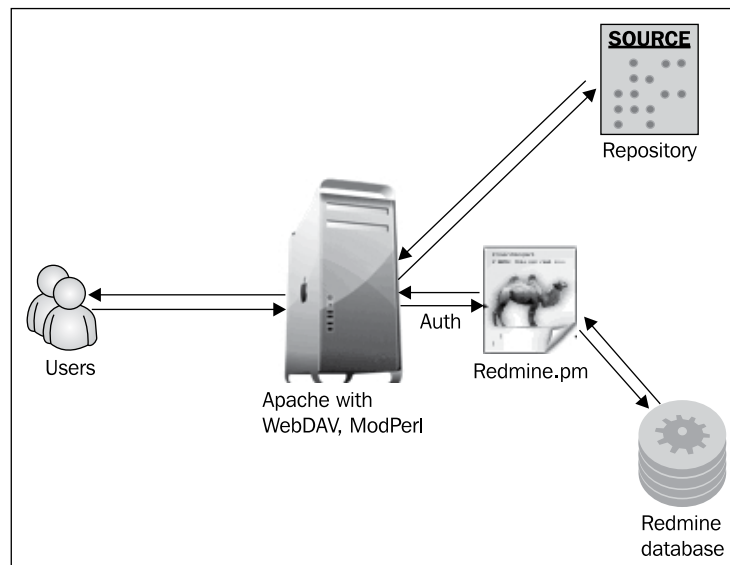 SOURCE
Repository
Auth
Users
Redmine.pm
Apache with
WebDAV, ModPerl
Redmine
database